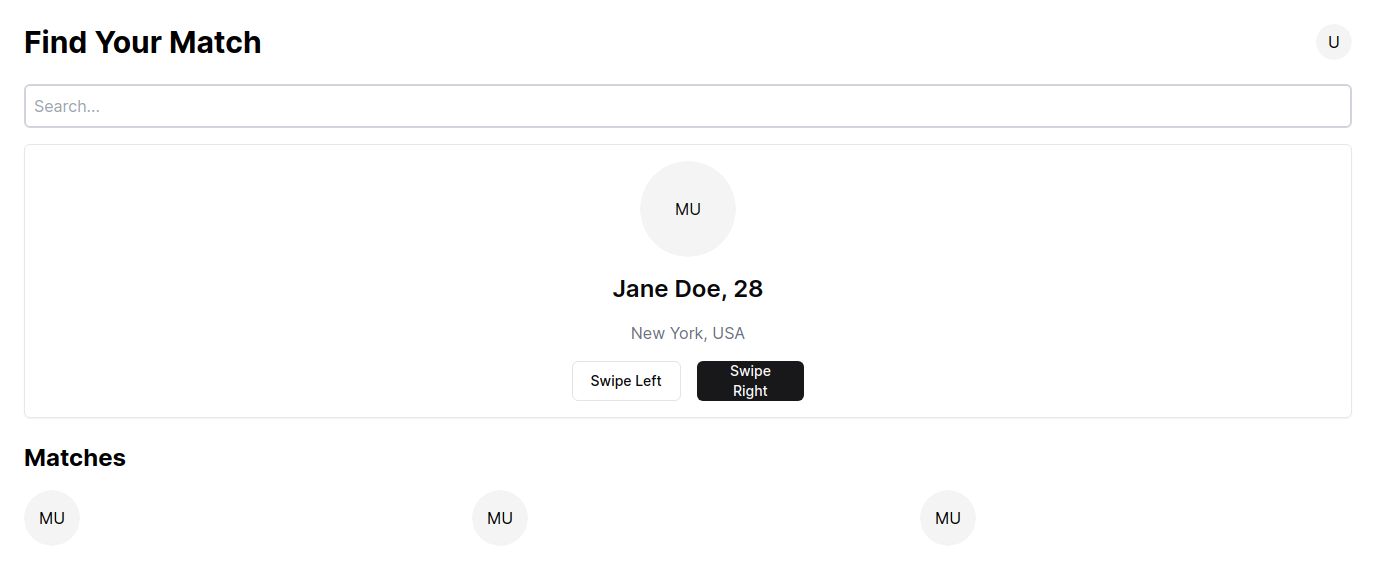 Find Your Match
U
Search...
MU
Jane Doe, 28
New York, USA
Swipe Left
Swipe
Right
Matches
MU
MU
MU